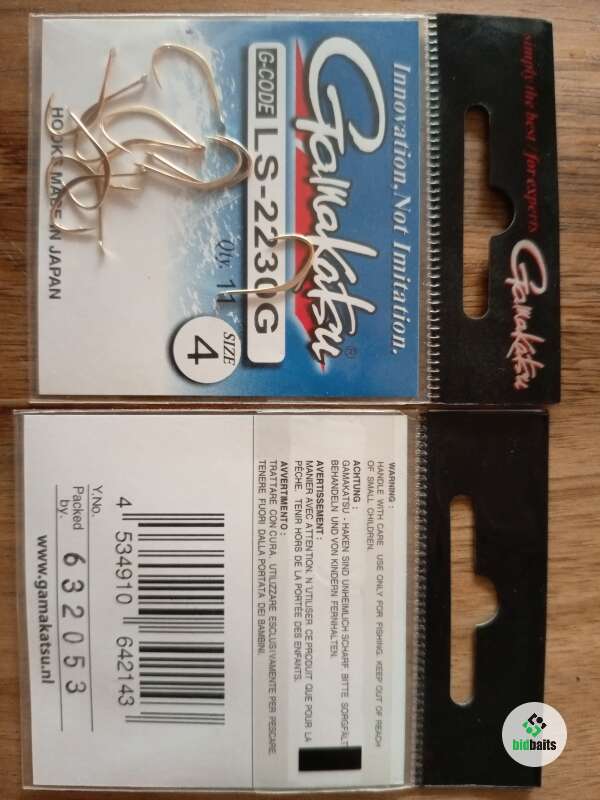 simply the best / for experts
Gamakatsu
Innovation, Not Imitation.
Gamakatsu®
G-CODE LS-2230G
Qty. 11
SIZE
4
HOOKS MADE IN JAPAN
WARNING :
HANDLE WITH CARE. USE ONLY FOR FISHING. KEEP OUT OF REACH
OF SMALL CHILDREN.
ACHTUNG :
GAMAKATSU - HAKEN SIND UNHEIMLICH SCHARF BITTE SORGFÄLT
BEHANDELN UND VON KINDERN FERNHALTEN.
AVERTISSEMENT :
MANIER AVEC ATTENTION. N'UTILISER CE PRODUIT QUE POUR LA
PÊCHE, TENIR HORS DE LA PORTÉE DES ENFANTS.
AVVERTIMENTO :
TRATTARE CON CURA, UTILIZZARE ESCLUSIVAMENTE PER PESCARE.
TENERE FUORI DALLA PORTATA DEI BAMBINI.
4 534910 642143
Y.No.
Packed by. 632053
www.gamakatsu.nl
bidbaits